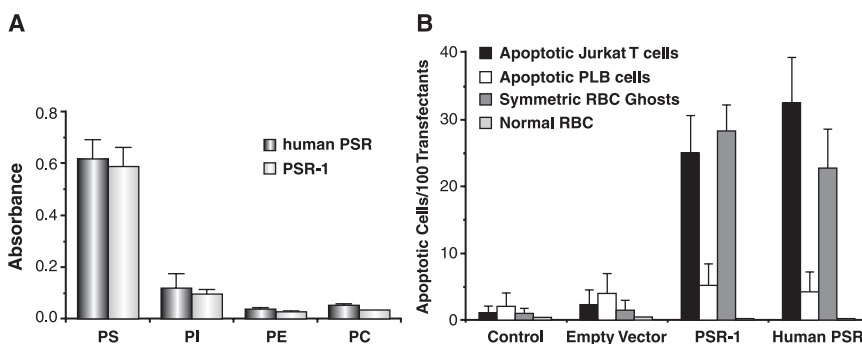 A
Absorbance
0.8
0.6
0.4
0.2
0.0
human PSR
PSR-1
PS PI PE PC
B
Apoptotic Cells/100 Transfectants
40
30
20
10
0
Apoptotic Jurkat T cells
Apoptotic PLB cells
Symmetric RBC Ghosts
Normal RBC
Control Empty Vector PSR-1 Human PSR